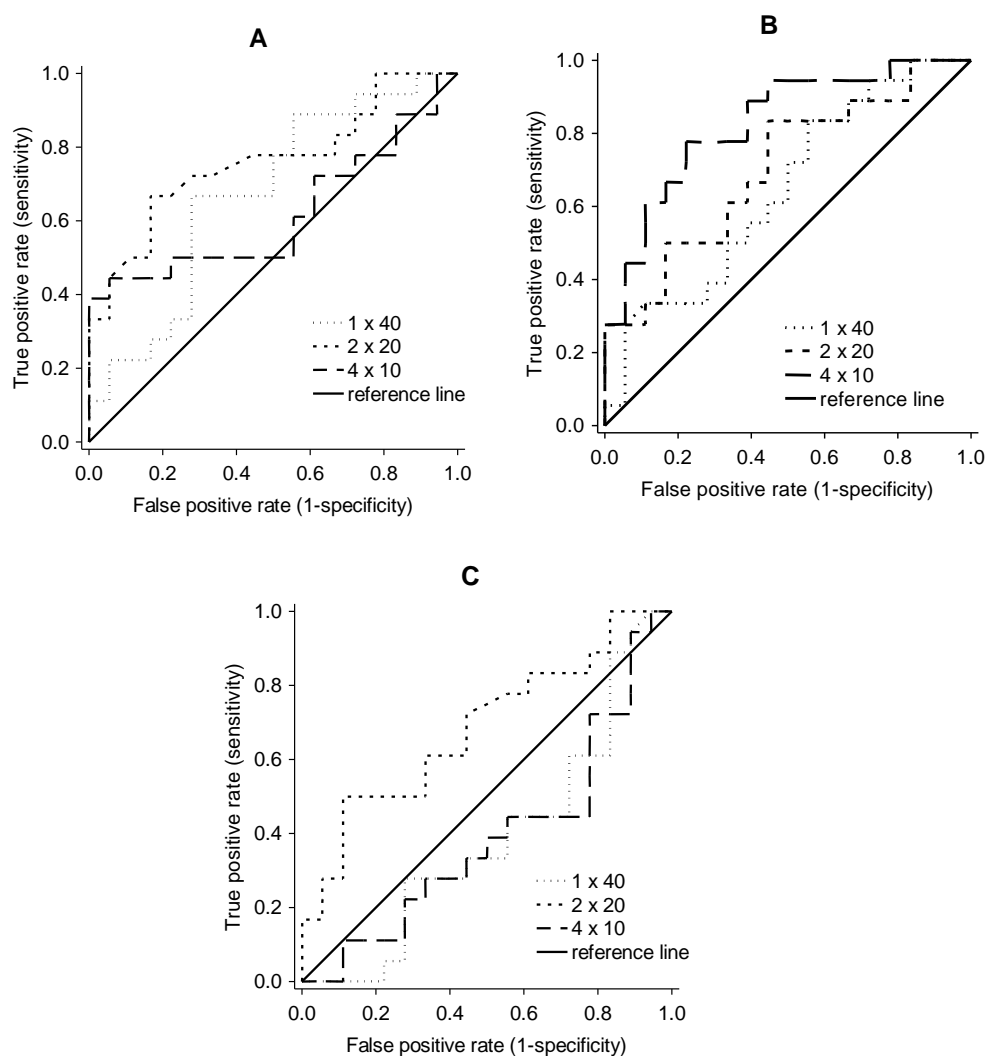 A
True positive rate (sensitivity)
1.0
0.8
0.6
0.4
0.2
0.0
1 x 40
2 x 20
4 x 10
reference line
0.0 0.2 0.4 0.6 0.8 1.0
False positive rate (1-specificity)
B
True positive rate (sensitivity)
1.0
0.8
0.6
0.4
0.2
0.0
1 x 40
2 x 20
4 x 10
reference line
0.0 0.2 0.4 0.6 0.8 1.0
False positive rate (1-specificity)
C
True positive rate (sensitivity)
1.0
0.8
0.6
0.4
0.2
0.0
1 x 40
2 x 20
4 x 10
reference line
0.0 0.2 0.4 0.6 0.8 1.0
False positive rate (1-specificity)